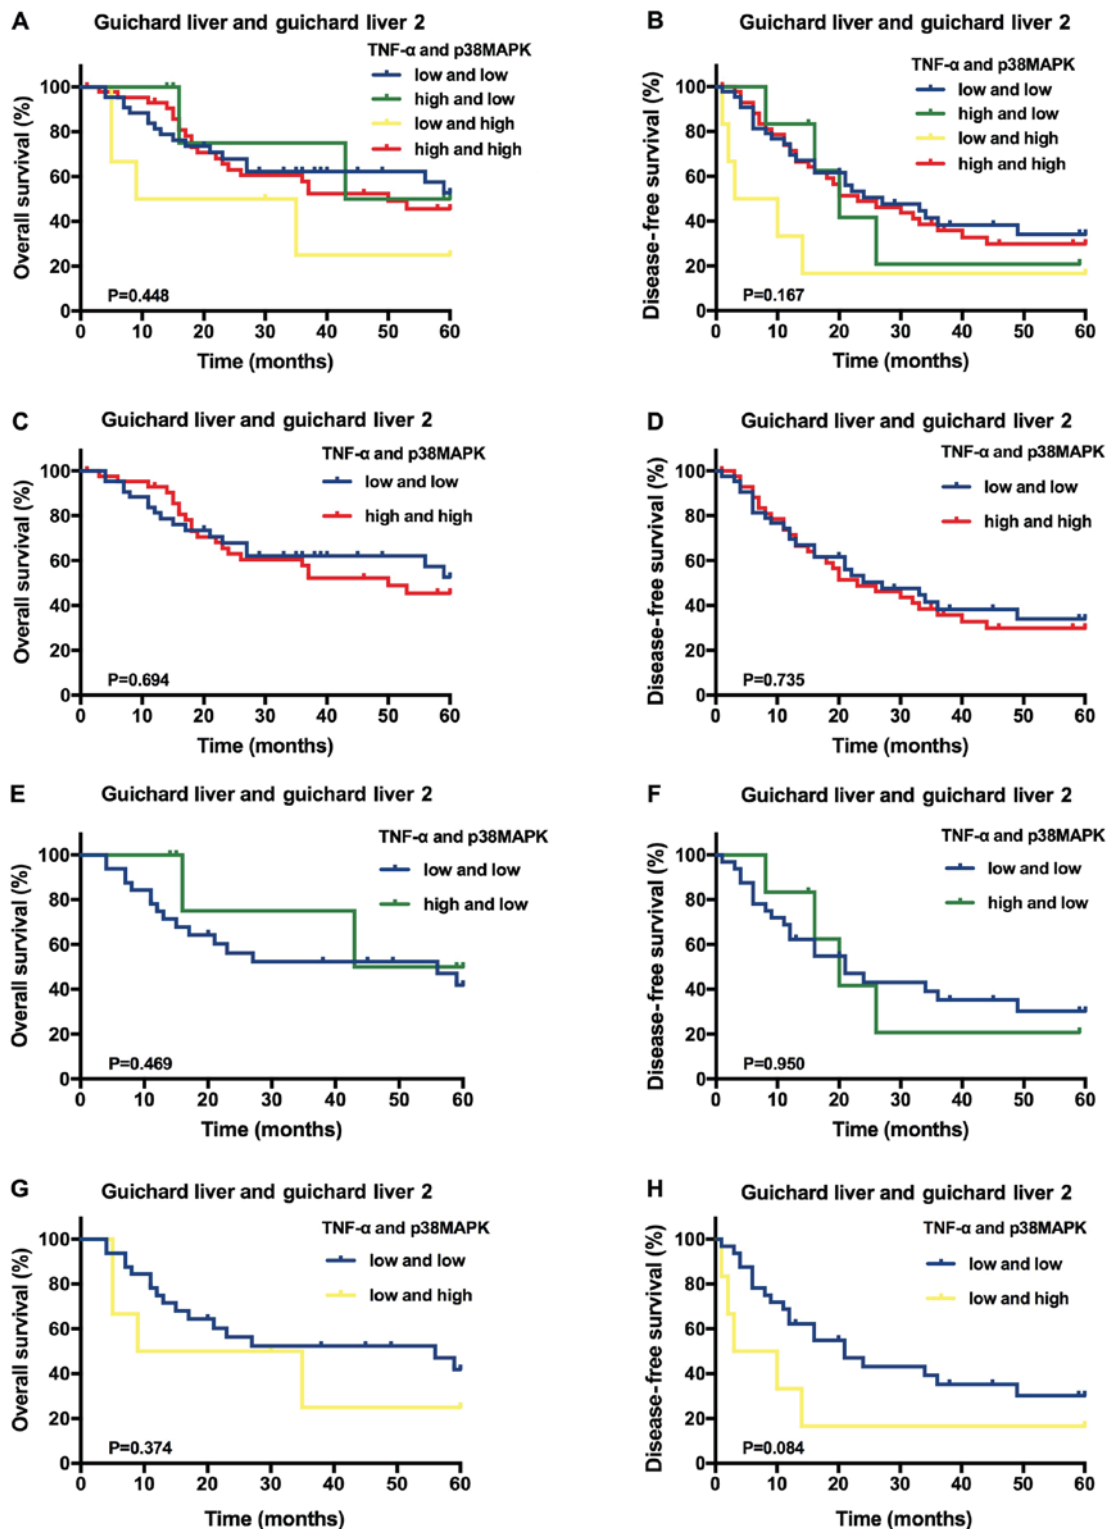 A
Guichard liver and guichard liver 2
TNF-α and p38MAPK
low and low
high and low
low and high
high and high
Overall survival (%)
100
80
60
40
20
0
P=0.448
0 10 20 30 40 50 60
Time (months)
B
Guichard liver and guichard liver 2
TNF-α and p38MAPK
low and low
high and low
low and high
high and high
Disease-free survival (%)
100
80
60
40
20
0
P=0.167
0 10 20 30 40 50 60
Time (months)
C
Guichard liver and guichard liver 2
TNF-α and p38MAPK
low and low
high and high
Overall survival (%)
100
80
60
40
20
0
P=0.694
0 10 20 30 40 50 60
Time (months)
D
Guichard liver and guichard liver 2
TNF-α and p38MAPK
low and low
high and high
Disease-free survival (%)
100
80
60
40
20
0
P=0.735
0 10 20 30 40 50 60
Time (months)
E
Guichard liver and guichard liver 2
TNF-α and p38MAPK
low and low
high and low
Overall survival (%)
100
80
60
40
20
0
P=0.469
0 10 20 30 40 50 60
Time (months)
F
Guichard liver and guichard liver 2
TNF-α and p38MAPK
low and low
high and low
Disease-free survival (%)
100
80
60
40
20
0
P=0.950
0 10 20 30 40 50 60
Time (months)
G
Guichard liver and guichard liver 2
TNF-α and p38MAPK
low and low
low and high
Overall survival (%)
100
80
60
40
20
0
P=0.374
0 10 20 30 40 50 60
Time (months)
H
Guichard liver and guichard liver 2
TNF-α and p38MAPK
low and low
low and high
Disease-free survival (%)
100
80
60
40
20
0
P=0.084
0 10 20 30 40 50 60
Time (months)